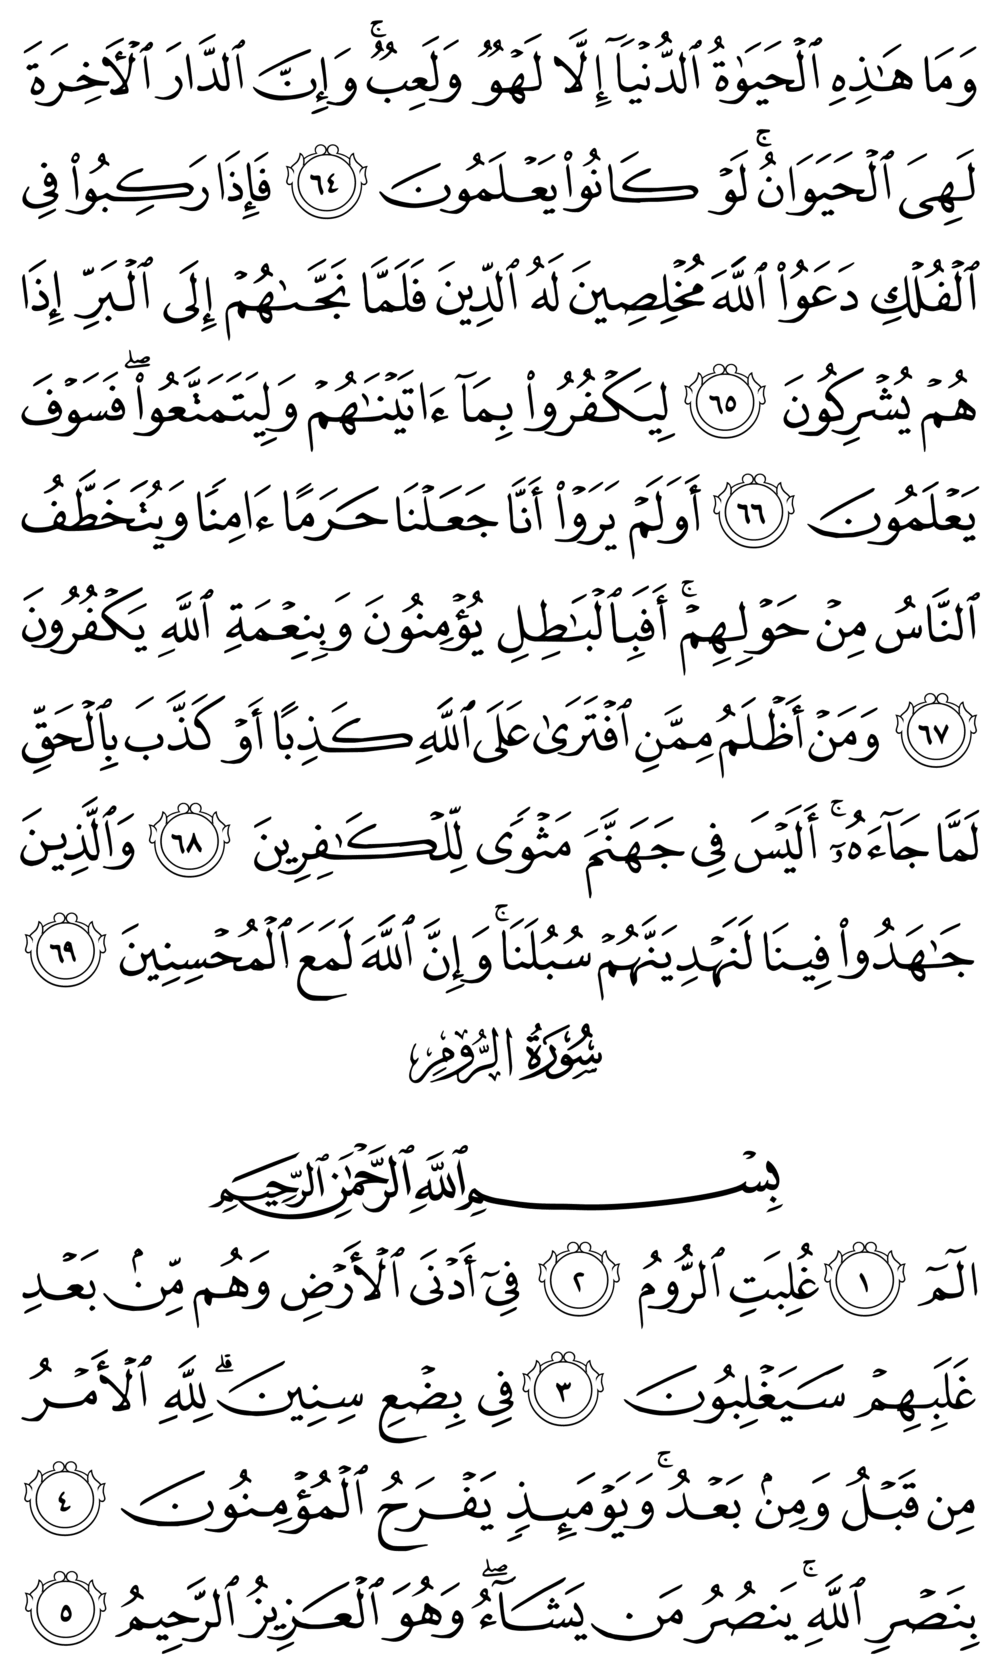 وَمَا هَٰذِهِ ٱلْحَيَوٰةُ ٱلدُّنْيَآ إِلَّا لَهْوٌ وَلَعِبٌ ۚ وَإِنَّ ٱلدَّارَ ٱلْأَخِرَةَ
لَهِىَ ٱلْحَيَوَانُ ۚ لَوْ كَانُوا۟ يَعْلَمُونَ ٦٤ فَإِذَا رَكِبُوا۟ فِى
ٱلْفُلْكِ دَعَوُا۟ ٱللَّهَ مُخْلِصِينَ لَهُ ٱلدِّينَ فَلَمَّا نَجَّىٰهُمْ إِلَى ٱلْبَرِّ إِذَا
هُمْ يُشْرِكُونَ ٦٥ لِيَكْفُرُوا۟ بِمَآ ءَاتَيْنَٰهُمْ وَلِيَتَمَتَّعُوا۟ ۖ فَسَوْفَ
يَعْلَمُونَ ٦٦ أَوَلَمْ يَرَوْا۟ أَنَّا جَعَلْنَا حَرَمًا ءَامِنًا وَيُتَخَطَّفُ
ٱلنَّاسُ مِنْ حَوْلِهِمْ ۚ أَفَبِٱلْبَٰطِلِ يُؤْمِنُونَ وَبِنِعْمَةِ ٱللَّهِ يَكْفُرُونَ
٦٧ وَمَنْ أَظْلَمُ مِمَّنِ ٱفْتَرَىٰ عَلَى ٱللَّهِ كَذِبًا أَوْ كَذَّبَ بِٱلْحَقِّ
لَمَّا جَآءَهُۥٓ ۚ أَلَيْسَ فِى جَهَنَّمَ مَثْوًى لِّلْكَٰفِرِينَ ٦٨ وَٱلَّذِينَ
جَٰهَدُوا۟ فِينَا لَنَهْدِيَنَّهُمْ سُبُلَنَا ۚ وَإِنَّ ٱللَّهَ لَمَعَ ٱلْمُحْسِنِينَ ٦٩
سُورَةُ الرُّومِ
بِسْمِ ٱللَّهِ ٱلرَّحْمَٰنِ ٱلرَّحِيمِ
الٓمٓ ١ غُلِبَتِ ٱلرُّومُ ٢ فِىٓ أَدْنَى ٱلْأَرْضِ وَهُم مِّنۢ بَعْدِ
غَلَبِهِمْ سَيَغْلِبُونَ ٣ فِى بِضْعِ سِنِينَ ۗ لِلَّهِ ٱلْأَمْرُ
مِن قَبْلُ وَمِنۢ بَعْدُ ۚ وَيَوْمَئِذٍ يَفْرَحُ ٱلْمُؤْمِنُونَ ٤
بِنَصْرِ ٱللَّهِ ۚ يَنصُرُ مَن يَشَآءُ ۖ وَهُوَ ٱلْعَزِيزُ ٱلرَّحِيمُ ٥